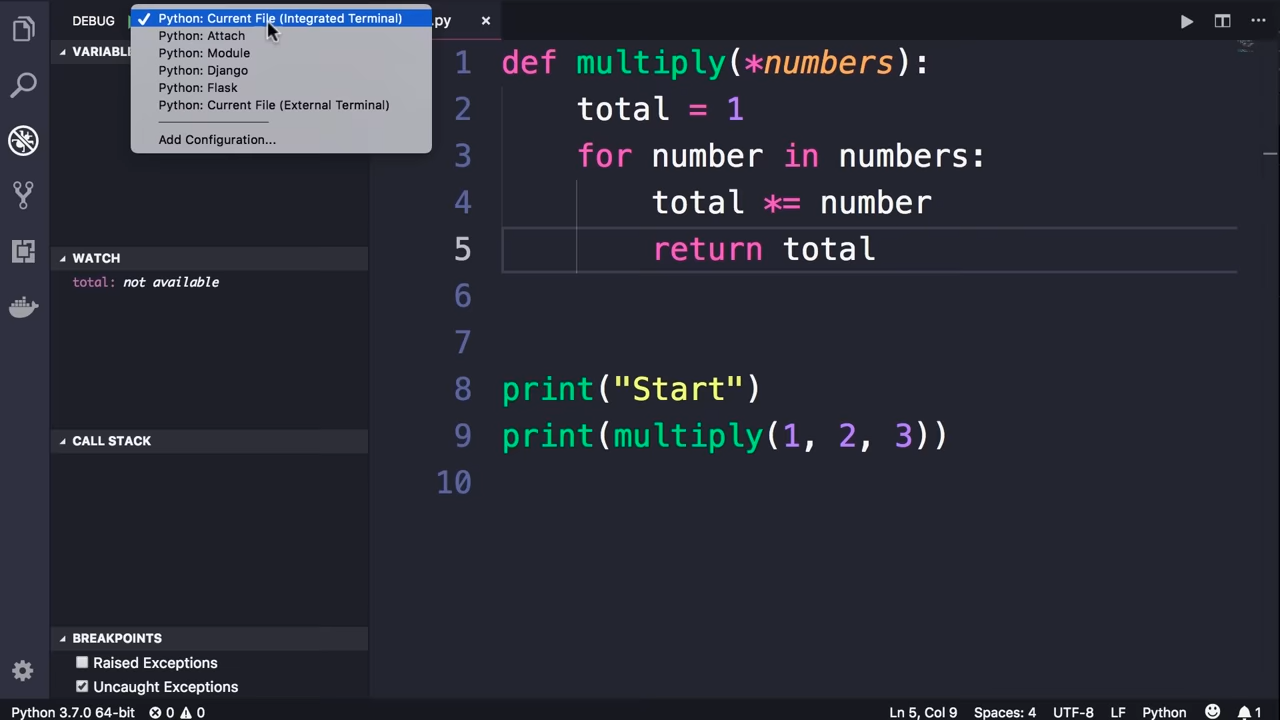 DEBUG
✓ Python: Current File (Integrated Terminal)
Python: Attach
Python: Module
Python: Django
Python: Flask
Python: Current File (External Terminal)
Add Configuration...
.py ×
VARIABL
WATCH
total: not available
CALL STACK
BREAKPOINTS
Raised Exceptions
Uncaught Exceptions
1 def multiply(*numbers):
2     total = 1
3     for number in numbers:
4         total *= number
5         return total
6
7
8 print("Start")
9 print(multiply(1, 2, 3))
10
Python 3.7.0 64-bit 0 0 Ln 5, Col 9 Spaces: 4 UTF-8 LF Python 1